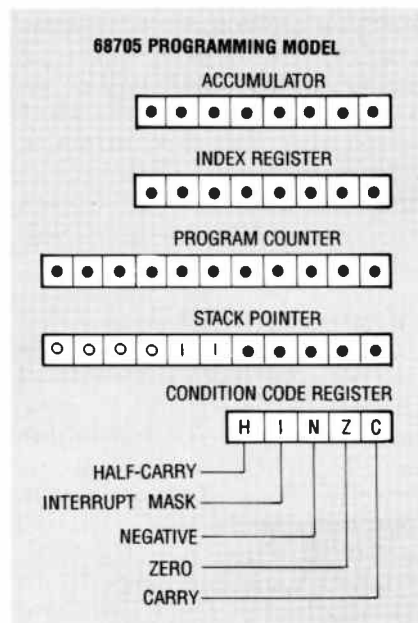 68705 PROGRAMMING MODEL
ACCUMULATOR
INDEX REGISTER
PROGRAM COUNTER
STACK POINTER
O O O O I I
CONDITION CODE REGISTER
H I N Z C
HALF-CARRY
INTERRUPT MASK
NEGATIVE
ZERO
CARRY